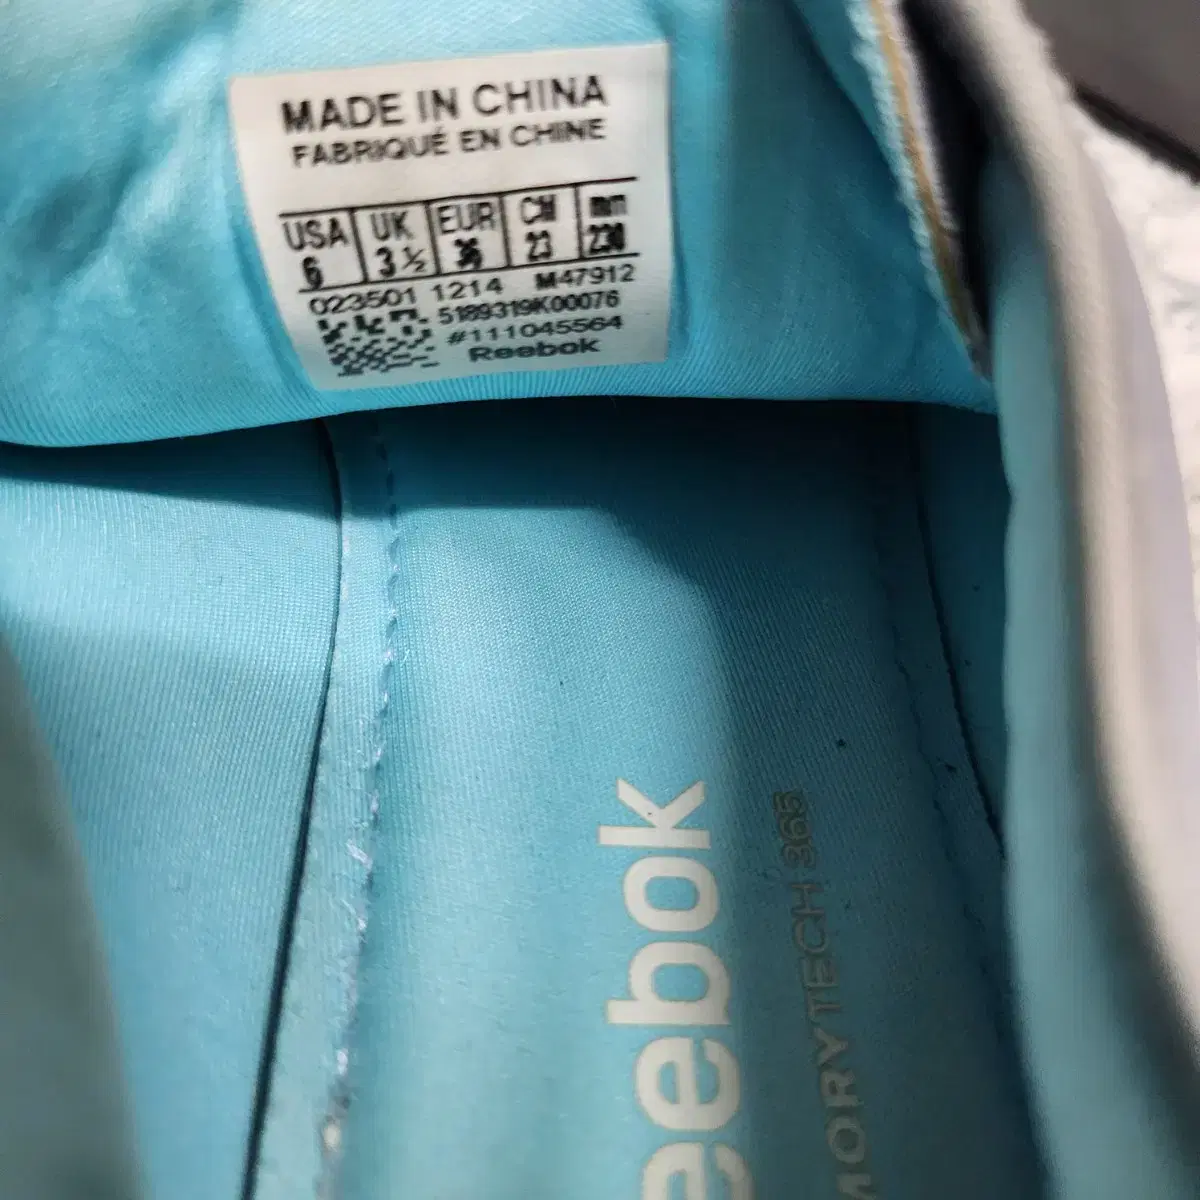 MADE IN CHINA
FABRIQUÉ EN CHINE
USA UK EUR CM mm
6 3 ½ 36 23 230
023501 1214 M47912
5189319K00076
#111045564
Reebok
eebok
MORYTECH 365